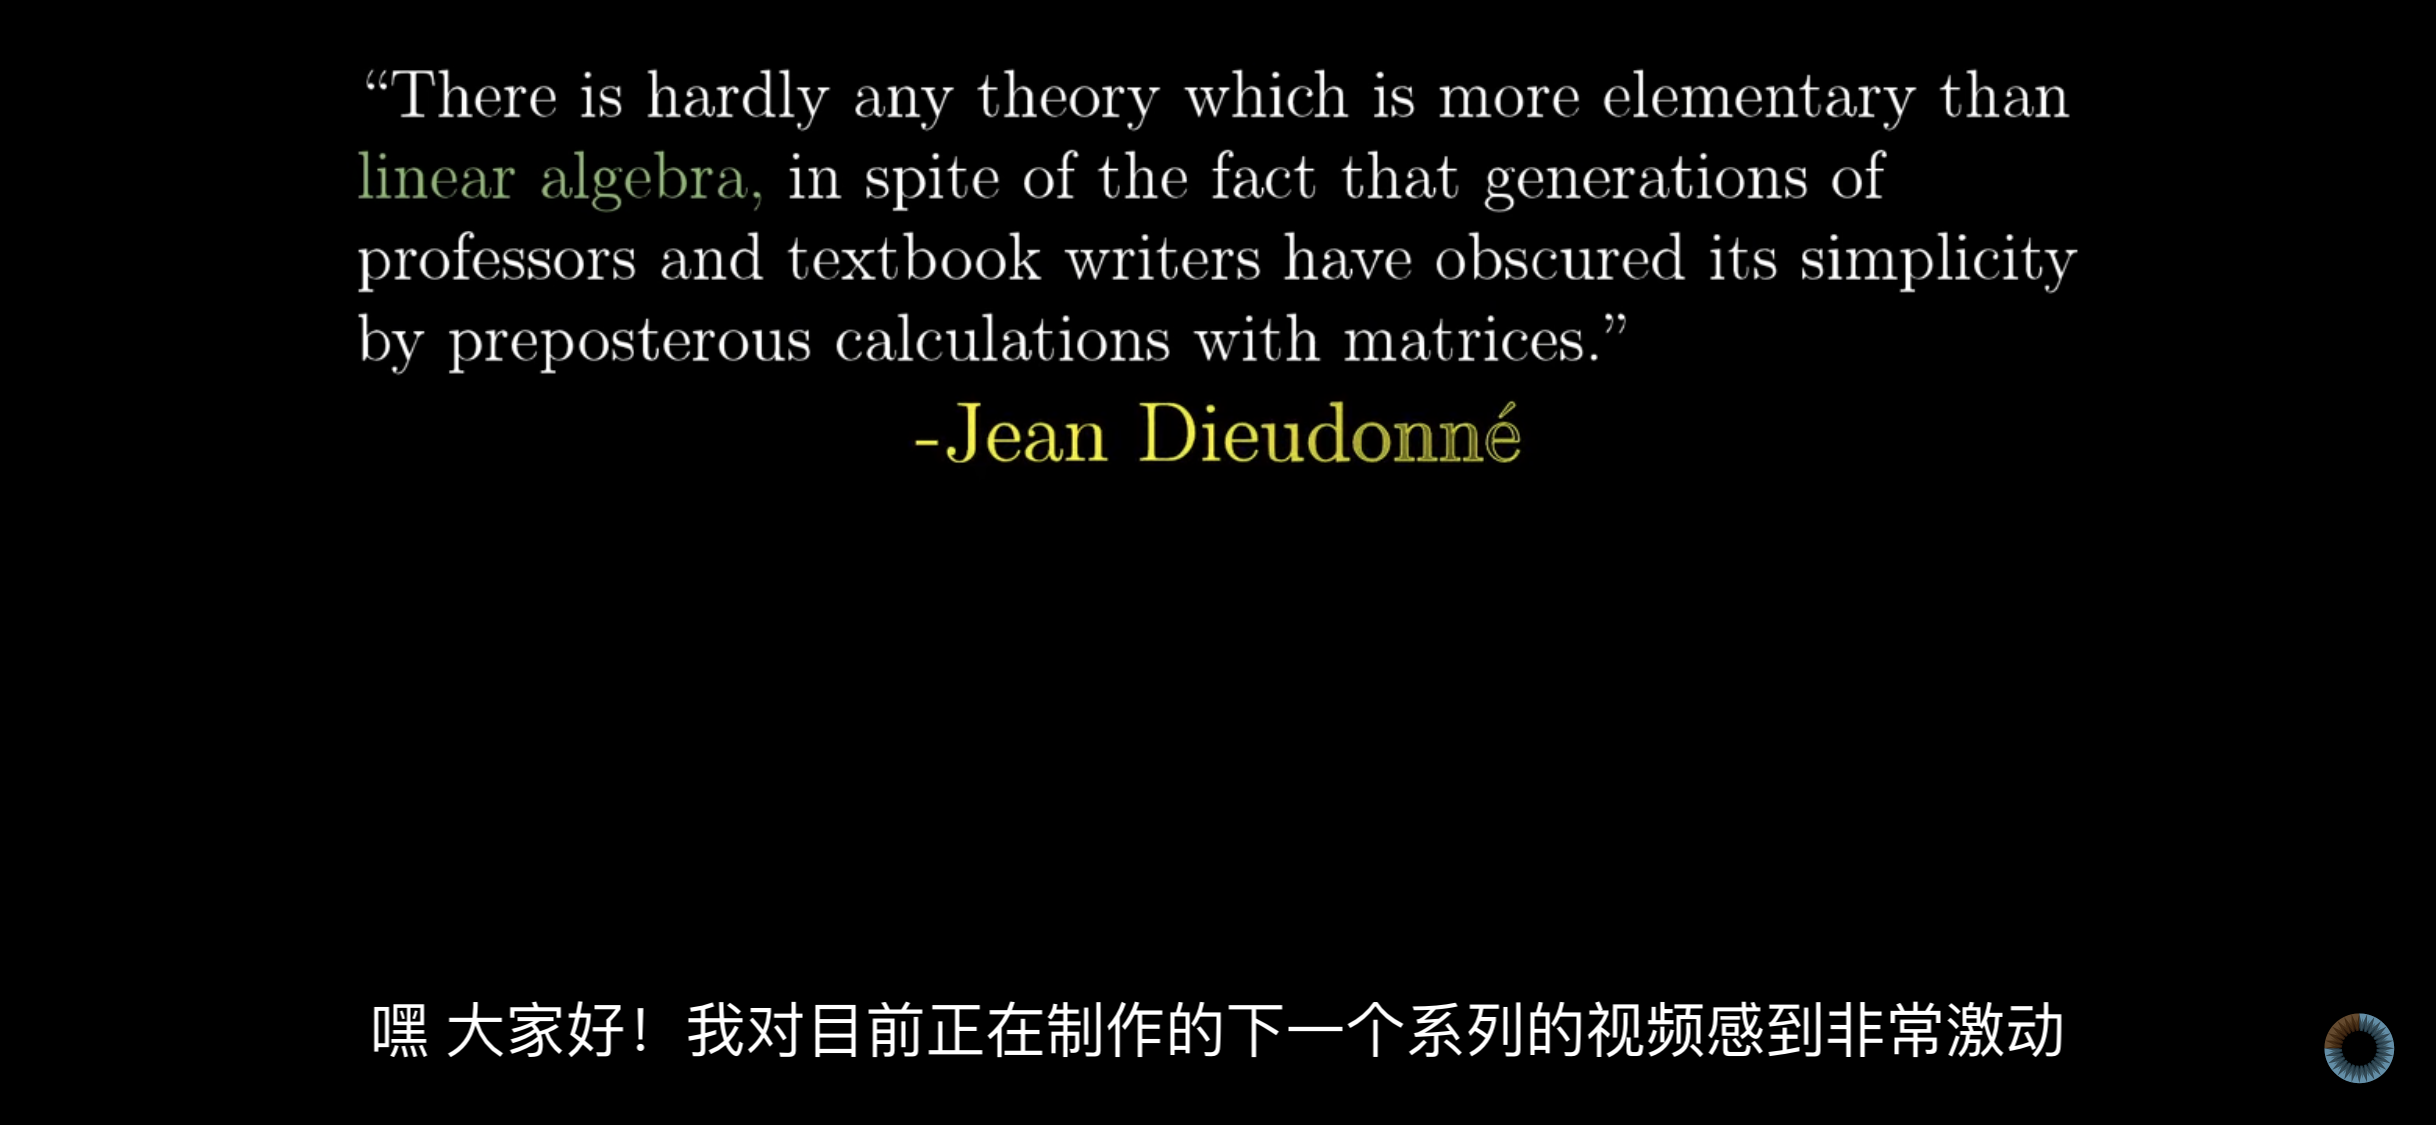 “There is hardly any theory which is more elementary than
linear algebra, in spite of the fact that generations of
professors and textbook writers have obscured its simplicity
by preposterous calculations with matrices.”
-Jean Dieudonné
嘿 大家好！我对目前正在制作的下一个系列的视频感到非常激动